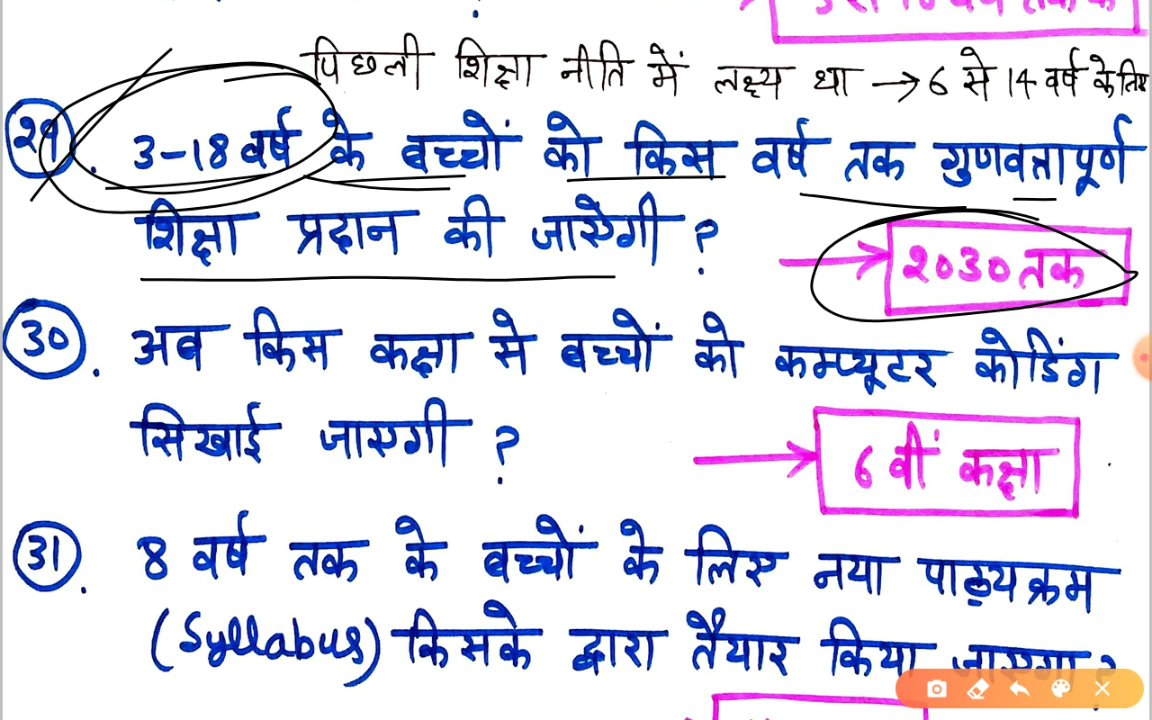 ?
पिछली शिक्षा नीति में लक्ष्य था → 6 से 14 वर्ष के लिए
29. 3-18 वर्ष के बच्चों को किस वर्ष तक गुणवत्तापूर्ण
शिक्षा प्रदान की जाऐगी ?
→ 2030 तक
30. अब किस कक्षा से बच्चों को कम्प्यूटर कोडिंग
सिखाई जाएगी ?
→ 6 वीं कक्षा
31. 8 वर्ष तक के बच्चों के लिए नया पाठ्यक्रम
(Syllabus) किसके द्वारा तैयार किया जाएगा ?